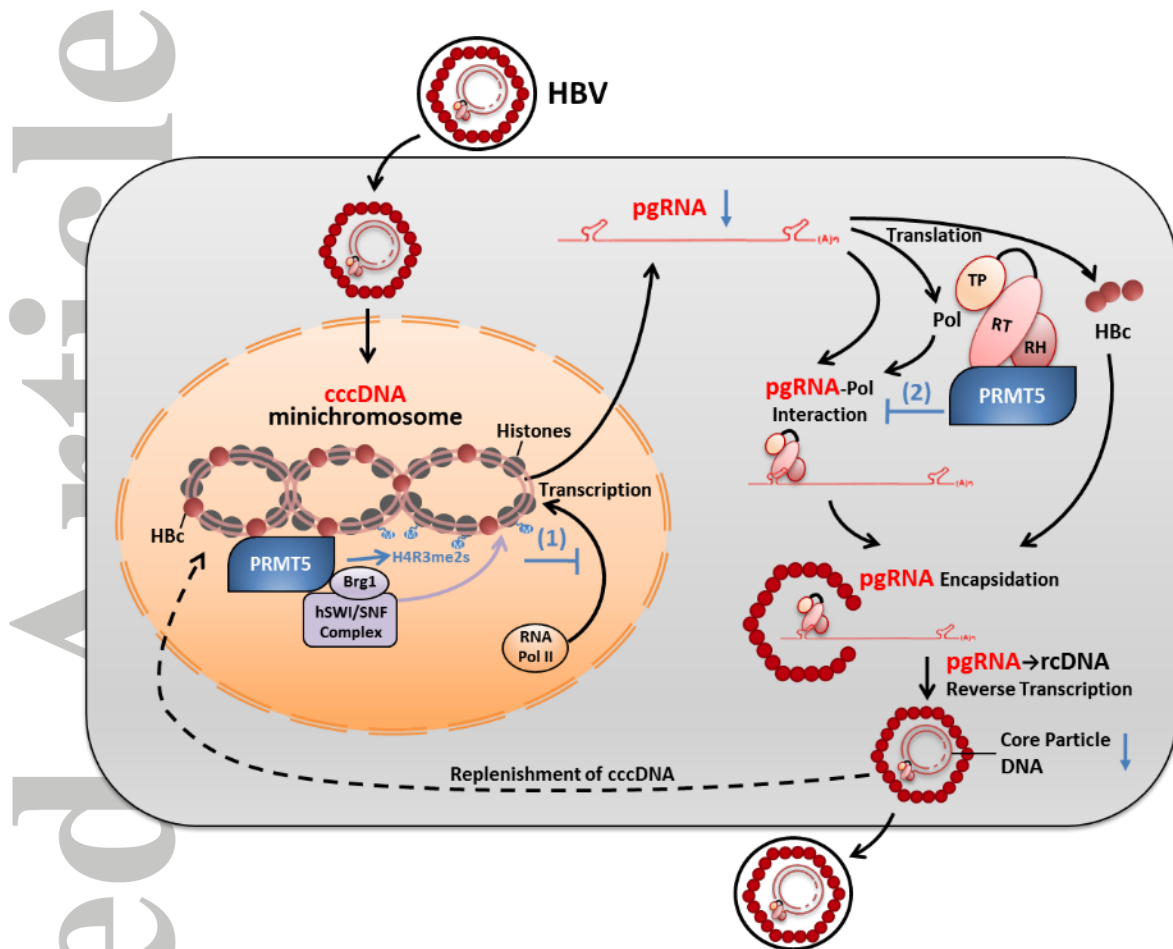 ed Article
HBV
pgRNA
(A)n
Translation
TP
RT
RH
Pol
HBc
PRMT5
(2)
pgRNA-Pol
Interaction
(A)n
cccDNA
minichromosome
Histones
Transcription
HBc
PRMT5
H4R3me2s
M
M
M
M
(1)
Brg1
hSWI/SNF
Complex
RNA
Pol II
pgRNA Encapsidation
(A)n
pgRNA→rcDNA
Reverse Transcription
Core Particle
DNA
Replenishment of cccDNA